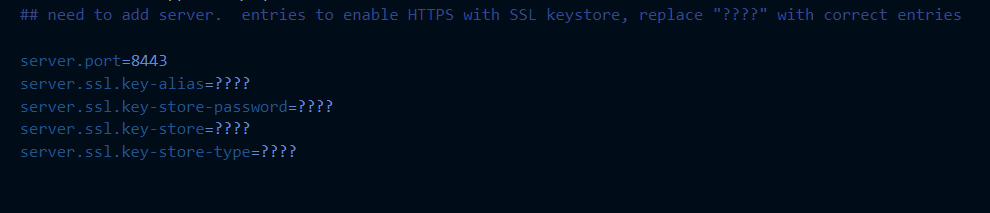 ## need to add server.  entries to enable HTTPS with SSL keystore, replace "????" with correct entries
server.port=8443
server.ssl.key-alias=????
server.ssl.key-store-password=????
server.ssl.key-store=????
server.ssl.key-store-type=????